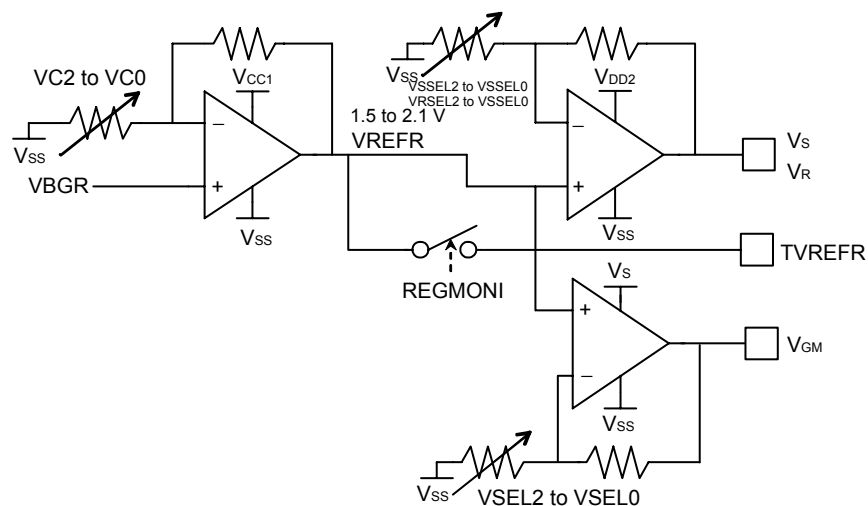 VSS
VSSEL2 to VSSEL0
VRSEL2 to VSSEL0
VDD2
VC2 to VC0
VCC1
VSS
1.5 to 2.1 V
VREFR
VS
VR
VBGR
VSS
VSS
TVREFR
REGMONI
VS
VGM
VSS
VSS
VSEL2 to VSEL0
−
+
−
+
+
−